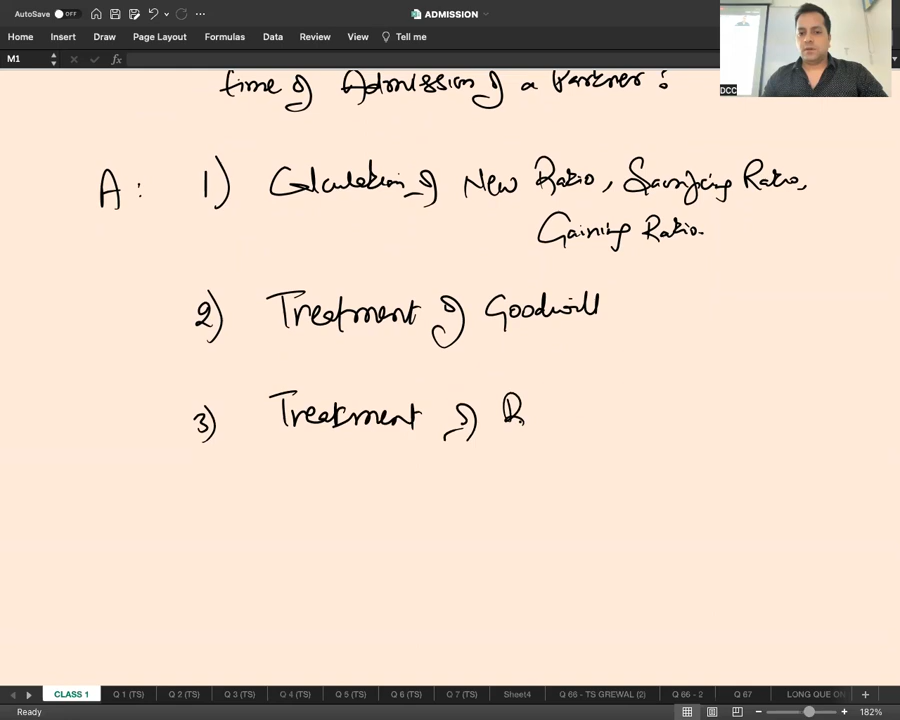 AutoSave OFF ADMISSION
Home Insert Draw Page Layout Formulas Data Review View Tell me
M1 fx
DCC
time of Admission of a Partner :
A : 1) Calculation of New Ratio, Sacrificing Ratio,
Gaining Ratio.
2) Treatment of Goodwill
3) Treatment of R
CLASS 1 Q 1 (TS) Q 2 (TS) Q 3 (TS) Q 4 (TS) Q 5 (TS) Q 6 (TS) Q 7 (TS) Sheet4 Q 66 - TS GREWAL (2) Q 66 - 2 Q 67 LONG QUE ON
Ready 182%